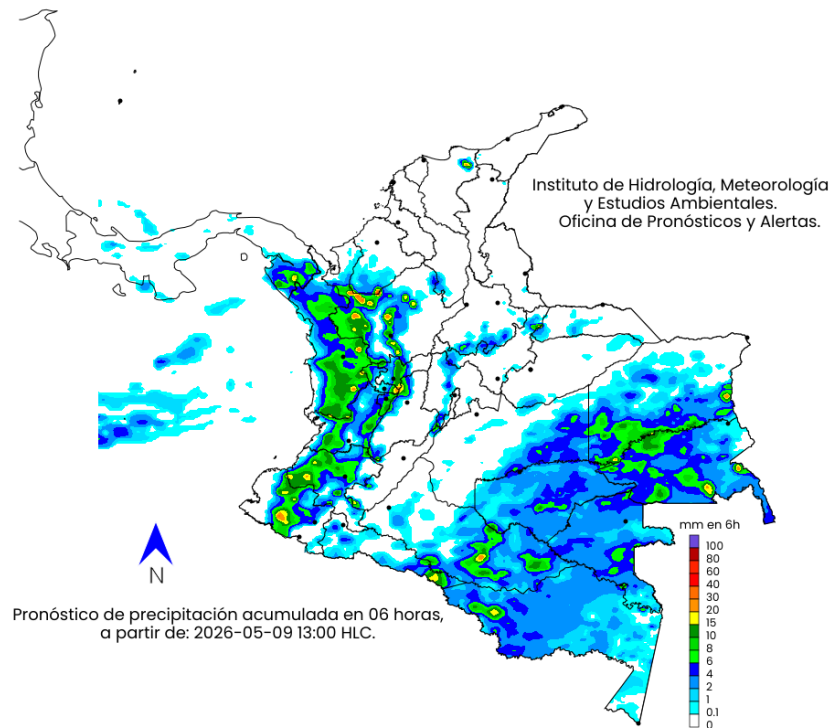 Instituto de Hidrología, Meteorología
y Estudios Ambientales.
Oficina de Pronósticos y Alertas.
N
Pronóstico de precipitación acumulada en 06 horas,
a partir de: 2026-05-09 13:00 HLC.
mm en 6h
100
80
60
40
30
20
15
10
8
6
4
2
1
0.1
0